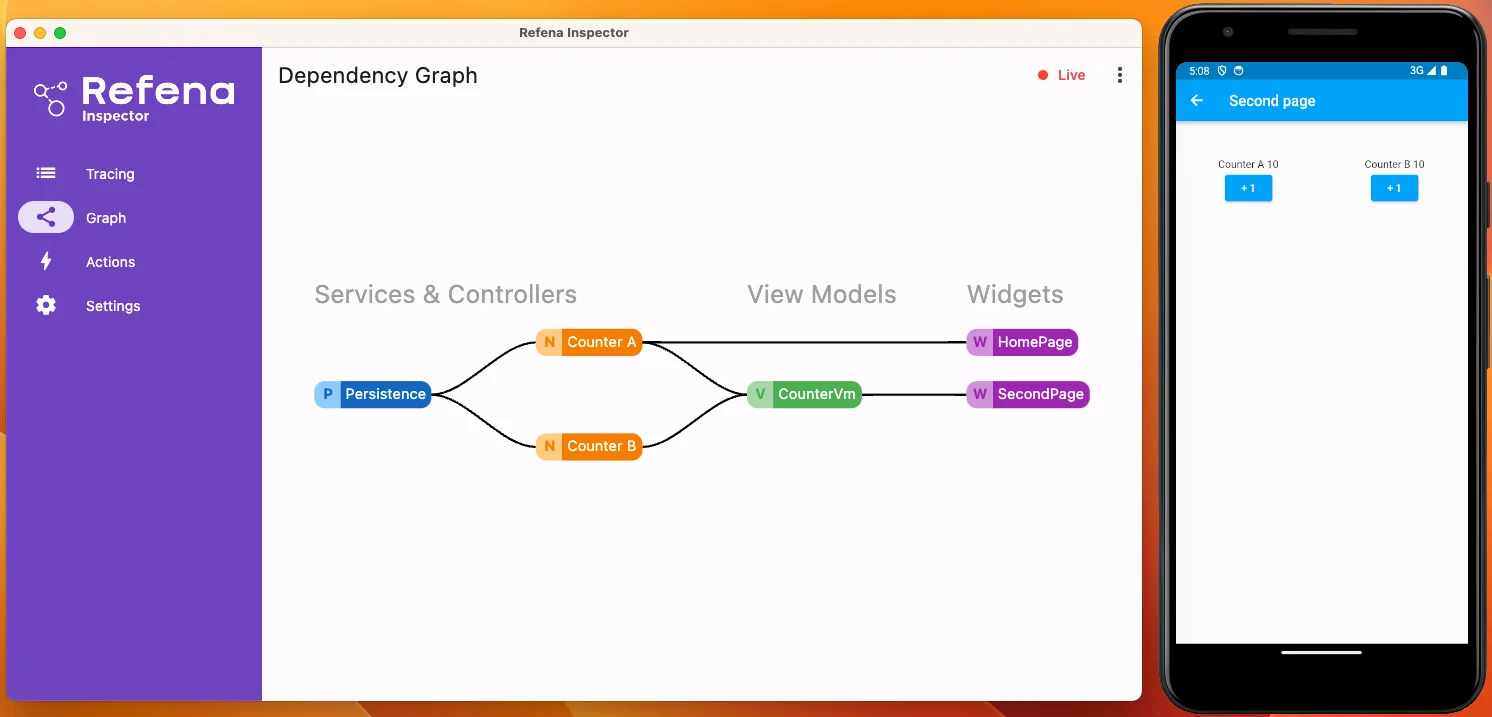 Refena Inspector
Refena
Inspector
Tracing
Graph
Actions
Settings
Dependency Graph
Live
Services & Controllers
View Models
Widgets
N Counter A
W HomePage
P Persistence
V CounterVm
W SecondPage
N Counter B
5:08
3G
Second page
Counter A 10
Counter B 10
+ 1
+ 1